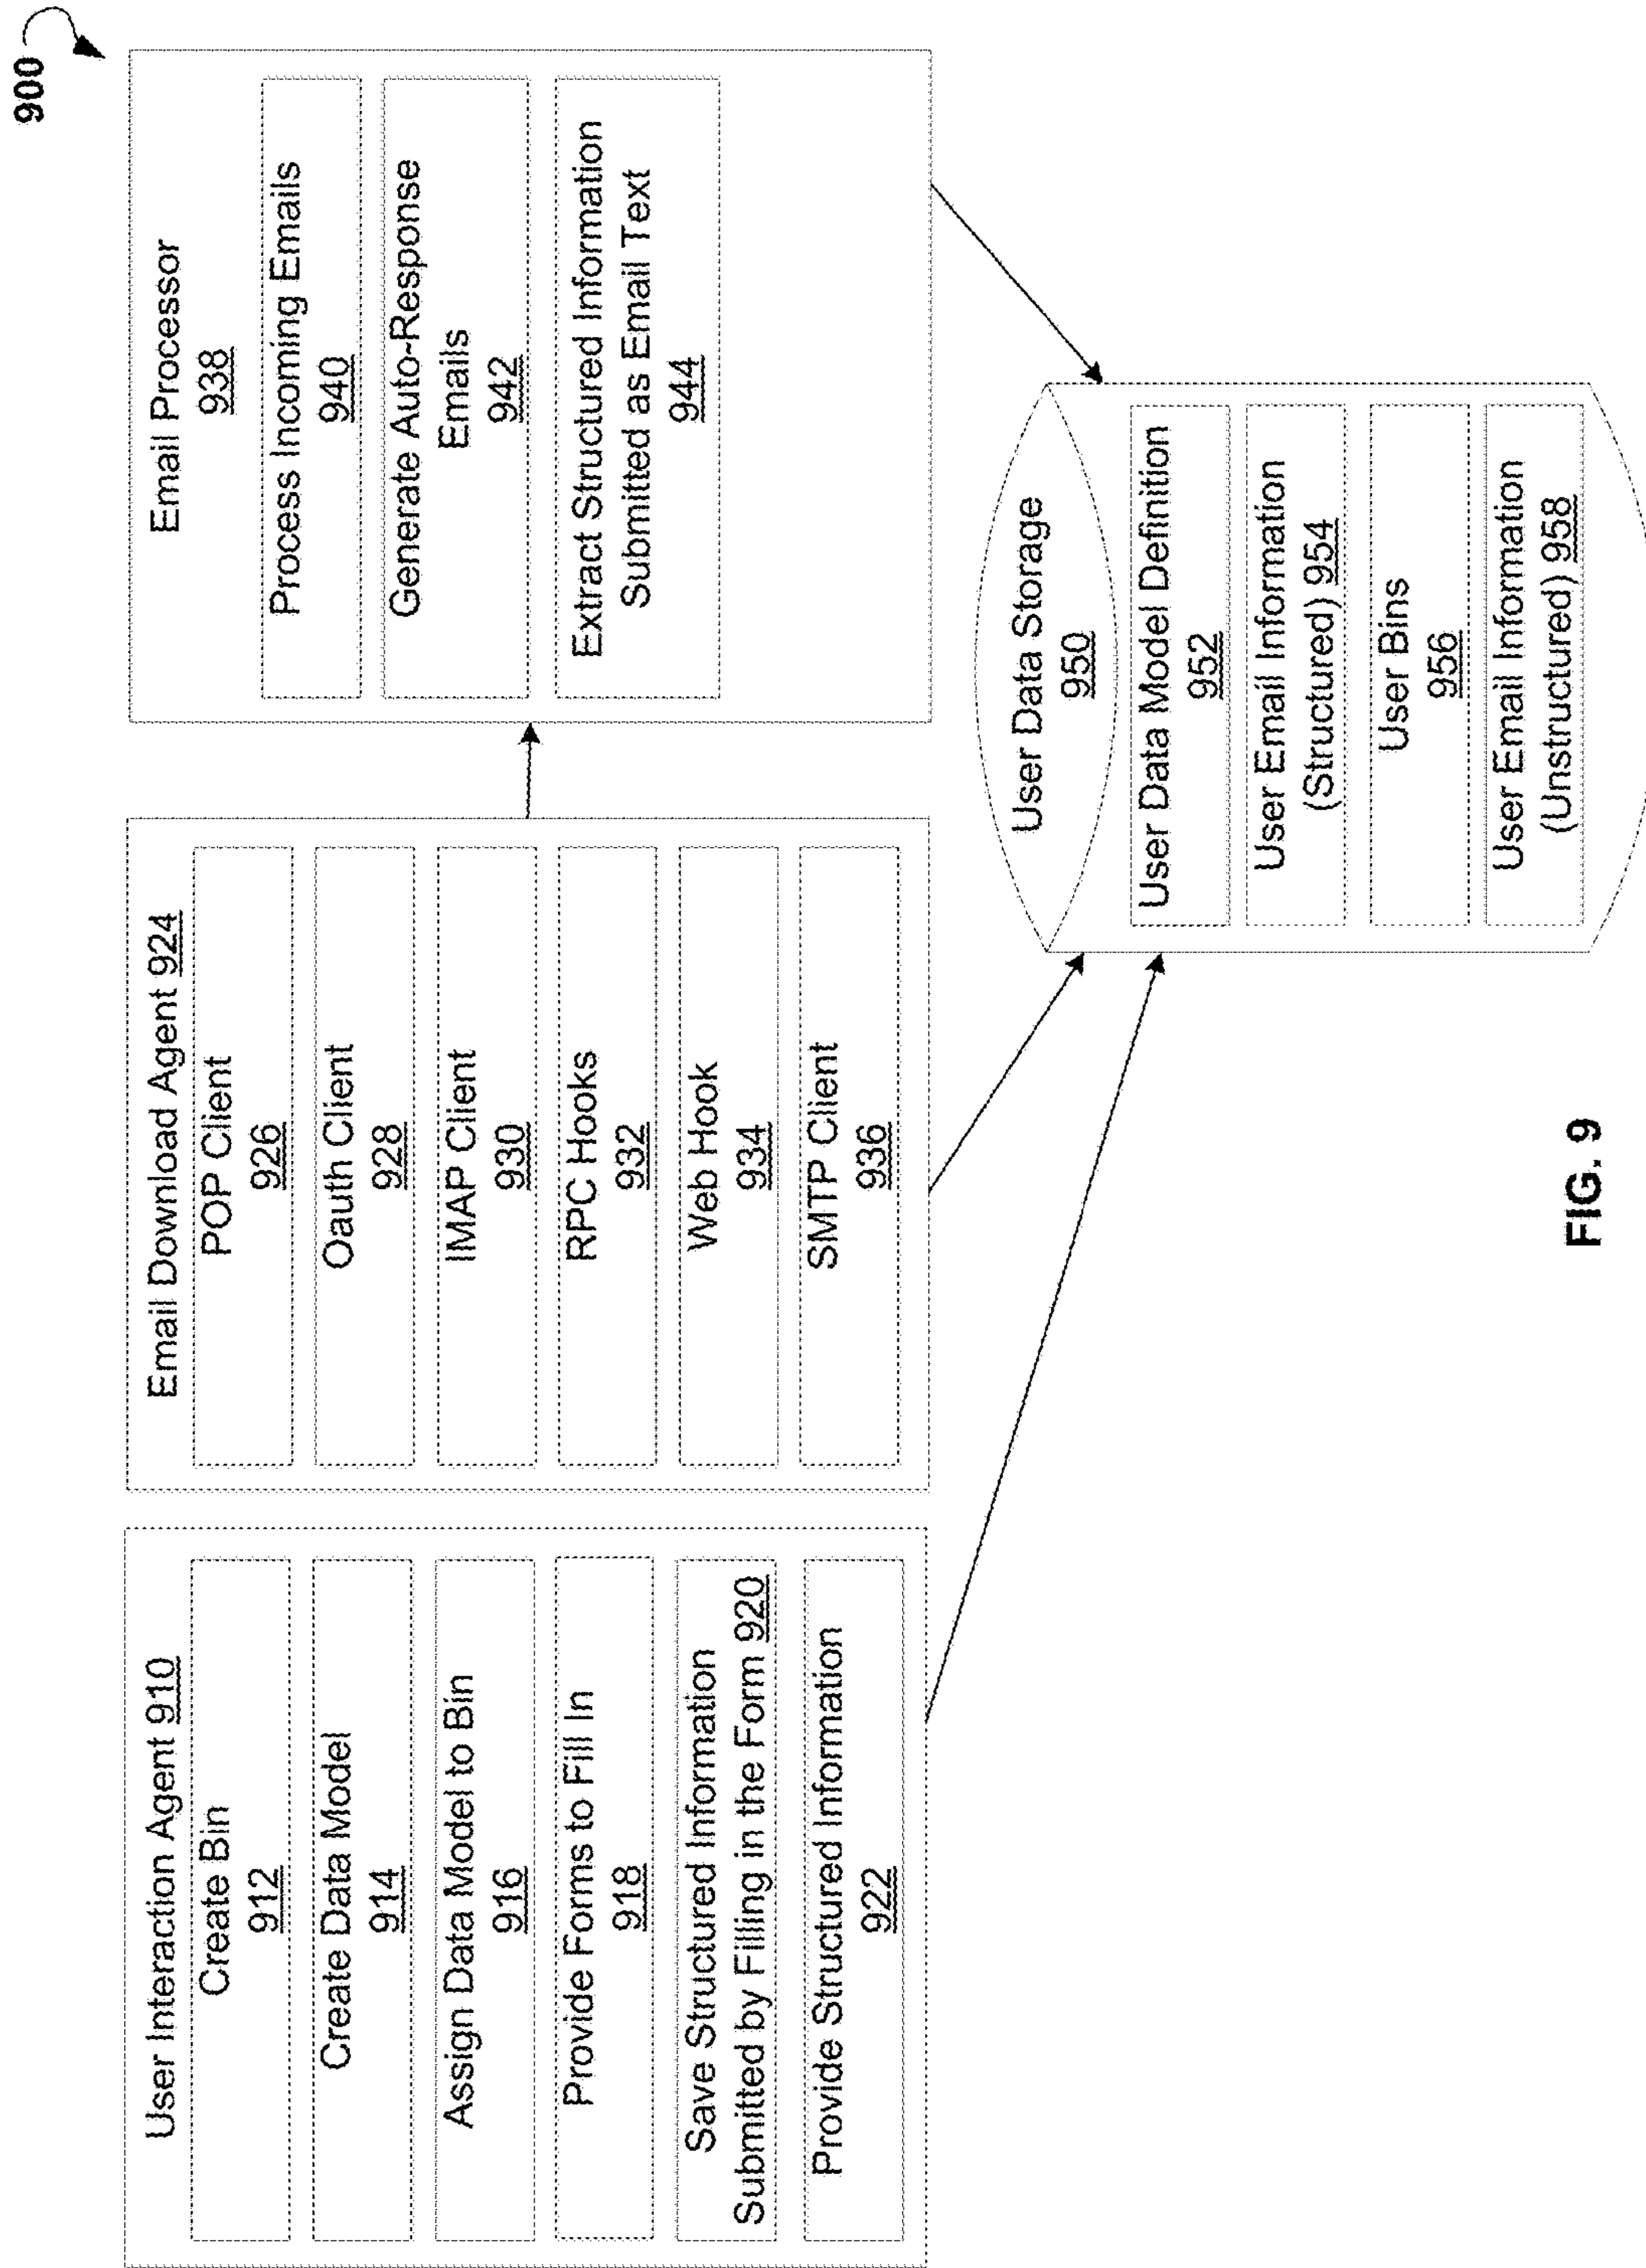 900
User Interaction Agent 910
Create Bin
912
Create Data Model
914
Assign Data Model to Bin
916
Provide Forms to Fill In
918
Save Structured Information
Submitted by Filling in the Form 920
Provide Structured Information
922
Email Download Agent 924
POP Client
926
Oauth Client
928
IMAP Client
930
RPC Hooks
932
Web Hook
934
SMTP Client
936
Email Processor
938
Process Incoming Emails
940
Generate Auto-Response
Emails
942
Extract Structured Information
Submitted as Email Text
944
User Data Storage
950
User Data Model Definition
952
User Email Information
(Structured) 954
User Bins
956
User Email Information
(Unstructured) 958
FIG. 9